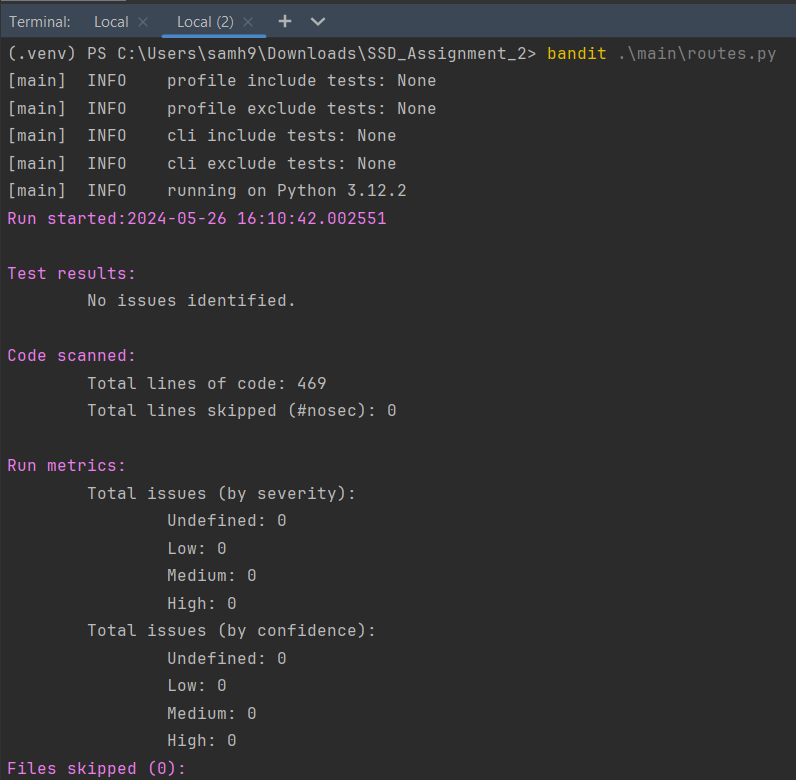 Terminal: Local Local (2)
(.venv) PS C:\Users\samh9\Downloads\SSD_Assignment_2> bandit .\main\routes.py
[main]  INFO    profile include tests: None
[main]  INFO    profile exclude tests: None
[main]  INFO    cli include tests: None
[main]  INFO    cli exclude tests: None
[main]  INFO    running on Python 3.12.2
Run started:2024-05-26 16:10:42.002551
Test results:
        No issues identified.
Code scanned:
        Total lines of code: 469
        Total lines skipped (#nosec): 0
Run metrics:
        Total issues (by severity):
                Undefined: 0
                Low: 0
                Medium: 0
                High: 0
        Total issues (by confidence):
                Undefined: 0
                Low: 0
                Medium: 0
                High: 0
Files skipped (0):